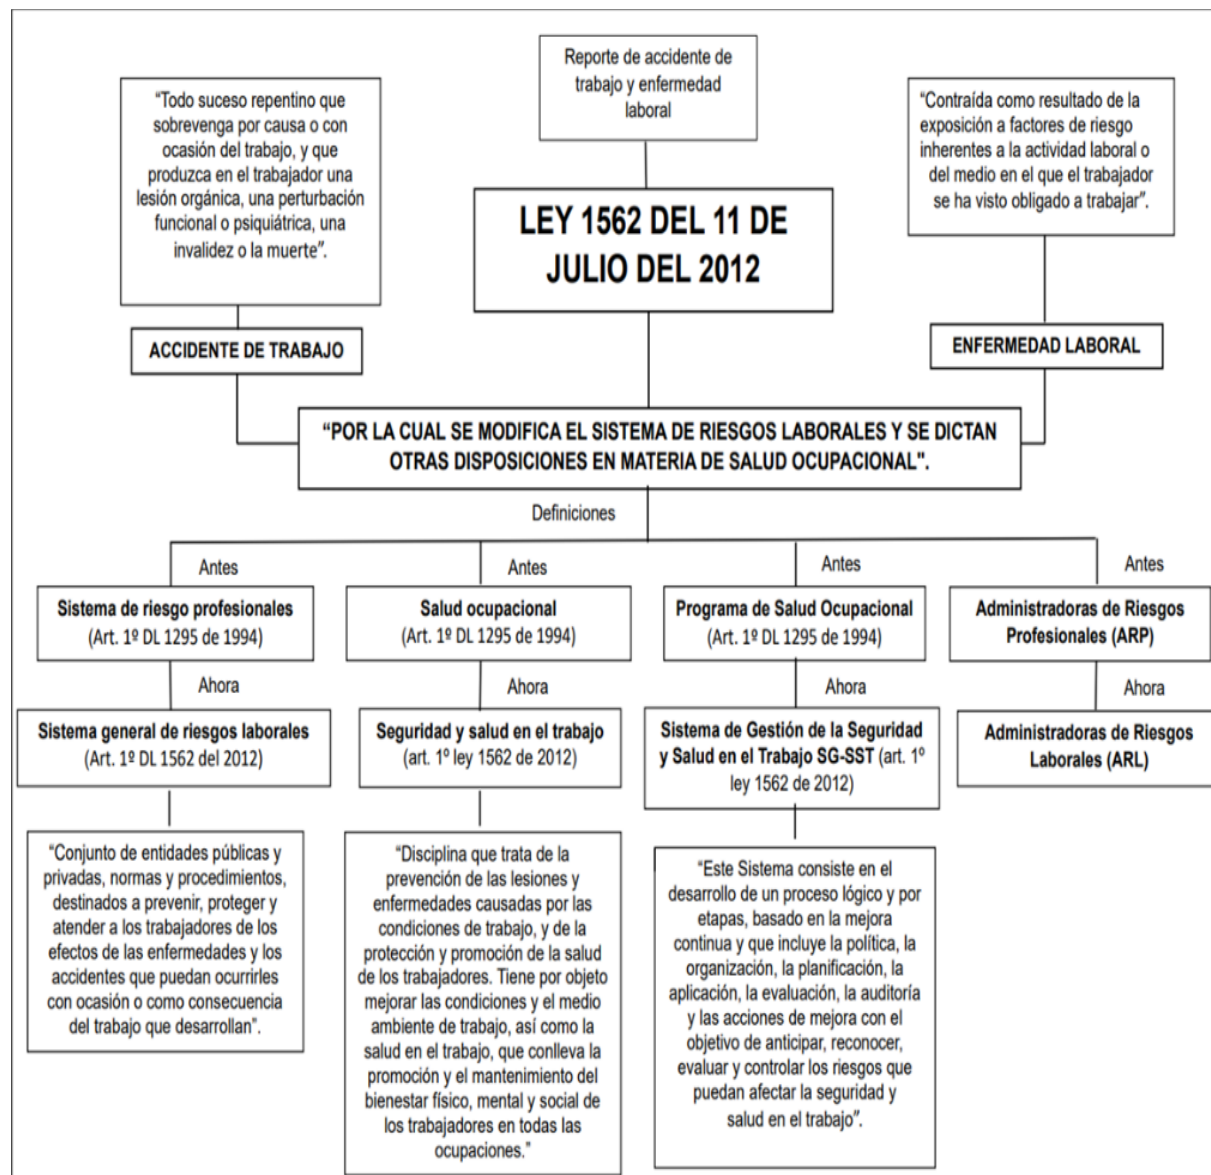 Reporte de accidente de
trabajo y enfermedad
laboral
“Todo suceso repentino que
sobrevenga por causa o con
ocasión del trabajo, y que
produzca en el trabajador una
lesión orgánica, una perturbación
funcional o psiquiátrica, una
invalidez o la muerte”.
“Contraída como resultado de la
exposición a factores de riesgo
inherentes a la actividad laboral o
del medio en el que el trabajador
se ha visto obligado a trabajar”.
LEY 1562 DEL 11 DE
JULIO DEL 2012
ACCIDENTE DE TRABAJO
ENFERMEDAD LABORAL
“POR LA CUAL SE MODIFICA EL SISTEMA DE RIESGOS LABORALES Y SE DICTAN
OTRAS DISPOSICIONES EN MATERIA DE SALUD OCUPACIONAL".
Definiciones
Antes
Sistema de riesgo profesionales
(Art. 1º DL 1295 de 1994)
Ahora
Sistema general de riesgos laborales
(Art. 1º DL 1562 del 2012)
“Conjunto de entidades públicas y
privadas, normas y procedimientos,
destinados a prevenir, proteger y
atender a los trabajadores de los
efectos de las enfermedades y los
accidentes que puedan ocurrirles
con ocasión o como consecuencia
del trabajo que desarrollan”.
Antes
Salud ocupacional
(Art. 1º DL 1295 de 1994)
Ahora
Seguridad y salud en el trabajo
(art. 1º ley 1562 de 2012)
“Disciplina que trata de la
prevención de las lesiones y
enfermedades causadas por las
condiciones de trabajo, y de la
protección y promoción de la salud
de los trabajadores. Tiene por objeto
mejorar las condiciones y el medio
ambiente de trabajo, así como la
salud en el trabajo, que conlleva la
promoción y el mantenimiento del
bienestar físico, mental y social de
los trabajadores en todas las
ocupaciones.”
Antes
Programa de Salud Ocupacional
(Art. 1º DL 1295 de 1994)
Ahora
Sistema de Gestión de la Seguridad
y Salud en el Trabajo SG-SST (art. 1º
ley 1562 de 2012)
“Este Sistema consiste en el
desarrollo de un proceso lógico y por
etapas, basado en la mejora
continua y que incluye la política, la
organización, la planificación, la
aplicación, la evaluación, la auditoría
y las acciones de mejora con el
objetivo de anticipar, reconocer,
evaluar y controlar los riesgos que
puedan afectar la seguridad y
salud en el trabajo”.
Antes
Administradoras de Riesgos
Profesionales (ARP)
Ahora
Administradoras de Riesgos
Laborales (ARL)